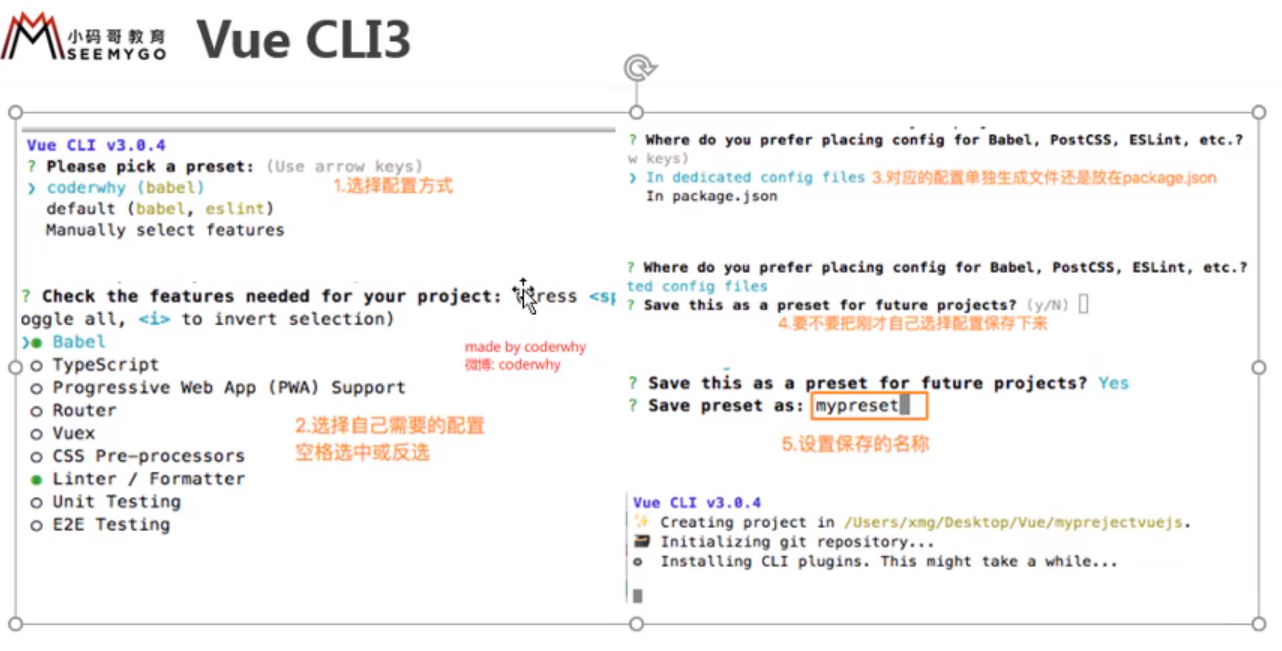 小码哥教育
SEEMYGO
Vue CLI3
Vue CLI v3.0.4
? Please pick a preset: (Use arrow keys)
❯ coderwhy (babel)
1.选择配置方式
default (babel, eslint)
Manually select features
? Check the features needed for your project:
oggle all, <i> to invert selection)
❯● Babel
○ TypeScript
○ Progressive Web App (PWA) Support
○ Router
○ Vuex
○ CSS Pre-processors
● Linter / Formatter
○ Unit Testing
○ E2E Testing
made by coderwhy
微博: coderwhy
2.选择自己需要的配置
空格选中或反选
? Where do you prefer placing config for Babel, PostCSS, ESLint, etc.?
w keys)
❯ In dedicated config files
3.对应的配置单独生成文件还是放在package.json
In package.json
? Where do you prefer placing config for Babel, PostCSS, ESLint, etc.?
ted config files
? Save this as a preset for future projects? (y/N)
4.要不要把刚才自己选择配置保存下来
? Save this as a preset for future projects? Yes
? Save preset as: mypreset
5.设置保存的名称
Vue CLI v3.0.4
✨ Creating project in /Users/xmg/Desktop/Vue/myprejectvuejs.
🗃 Initializing git repository...
⚙ Installing CLI plugins. This might take a while...